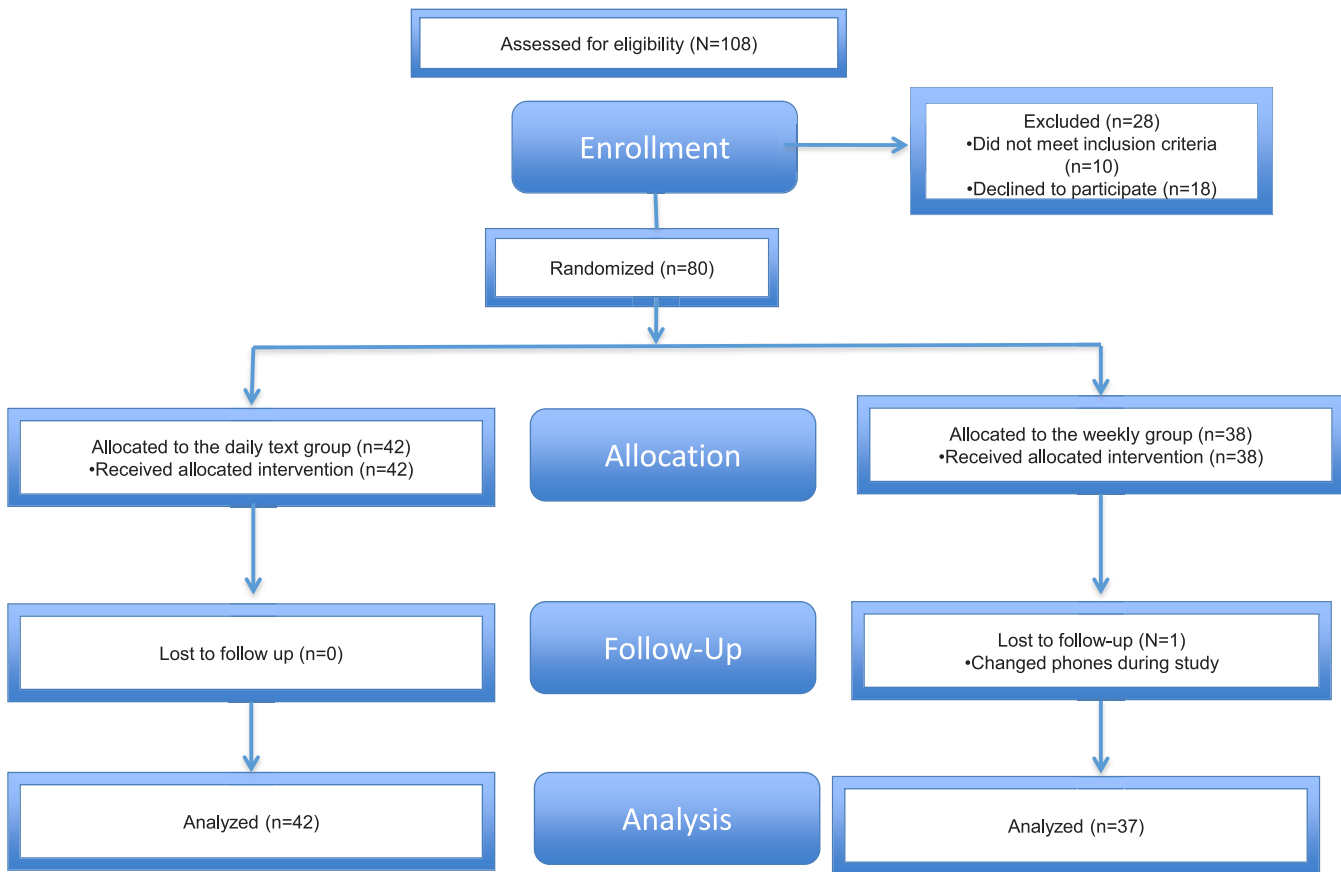 Assessed for eligibility (N=108)
Enrollment
Excluded (n=28)
•Did not meet inclusion criteria
(n=10)
•Declined to participate (n=18)
Randomized (n=80)
Allocated to the daily text group (n=42)
•Received allocated intervention (n=42)
Allocation
Allocated to the weekly group (n=38)
•Received allocated intervention (n=38)
Lost to follow up (n=0)
Follow-Up
Lost to follow-up (N=1)
•Changed phones during study
Analyzed (n=42)
Analysis
Analyzed (n=37)